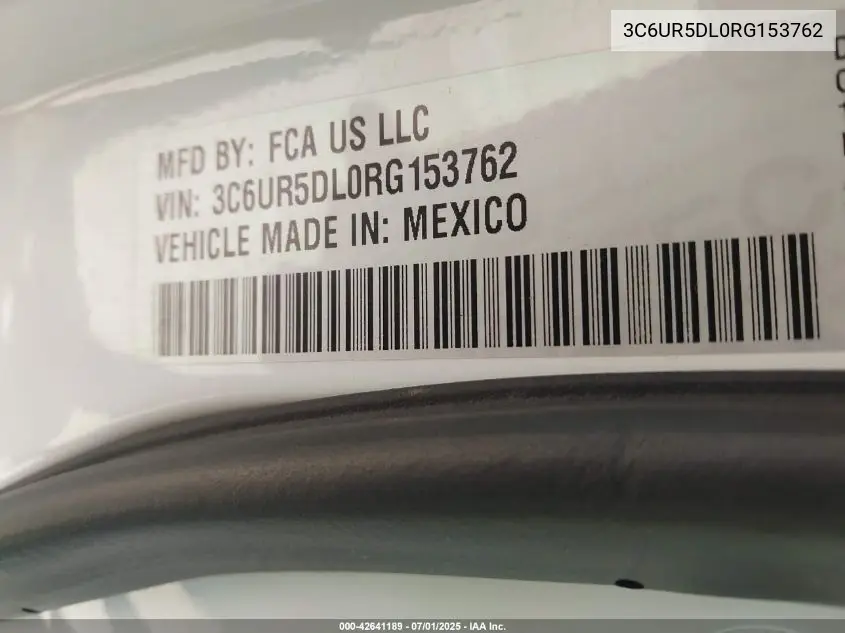 3C6UR5DL0RG153762
MFD BY: FCA US LLC
VIN: 3C6UR5DL0RG153762
VEHICLE MADE IN: MEXICO
000-42641189 - 07/01/2025 - IAA Inc.